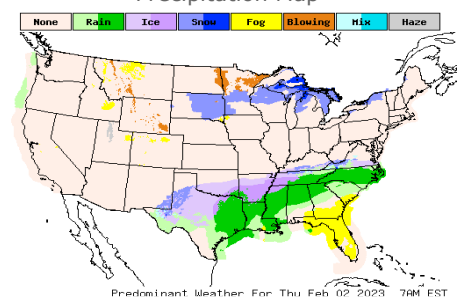 Precipitation Map
None Rain Ice Snow Fog Blowing Mix Haze
Predominant Weather For Thu Feb 02 2023 7AM EST